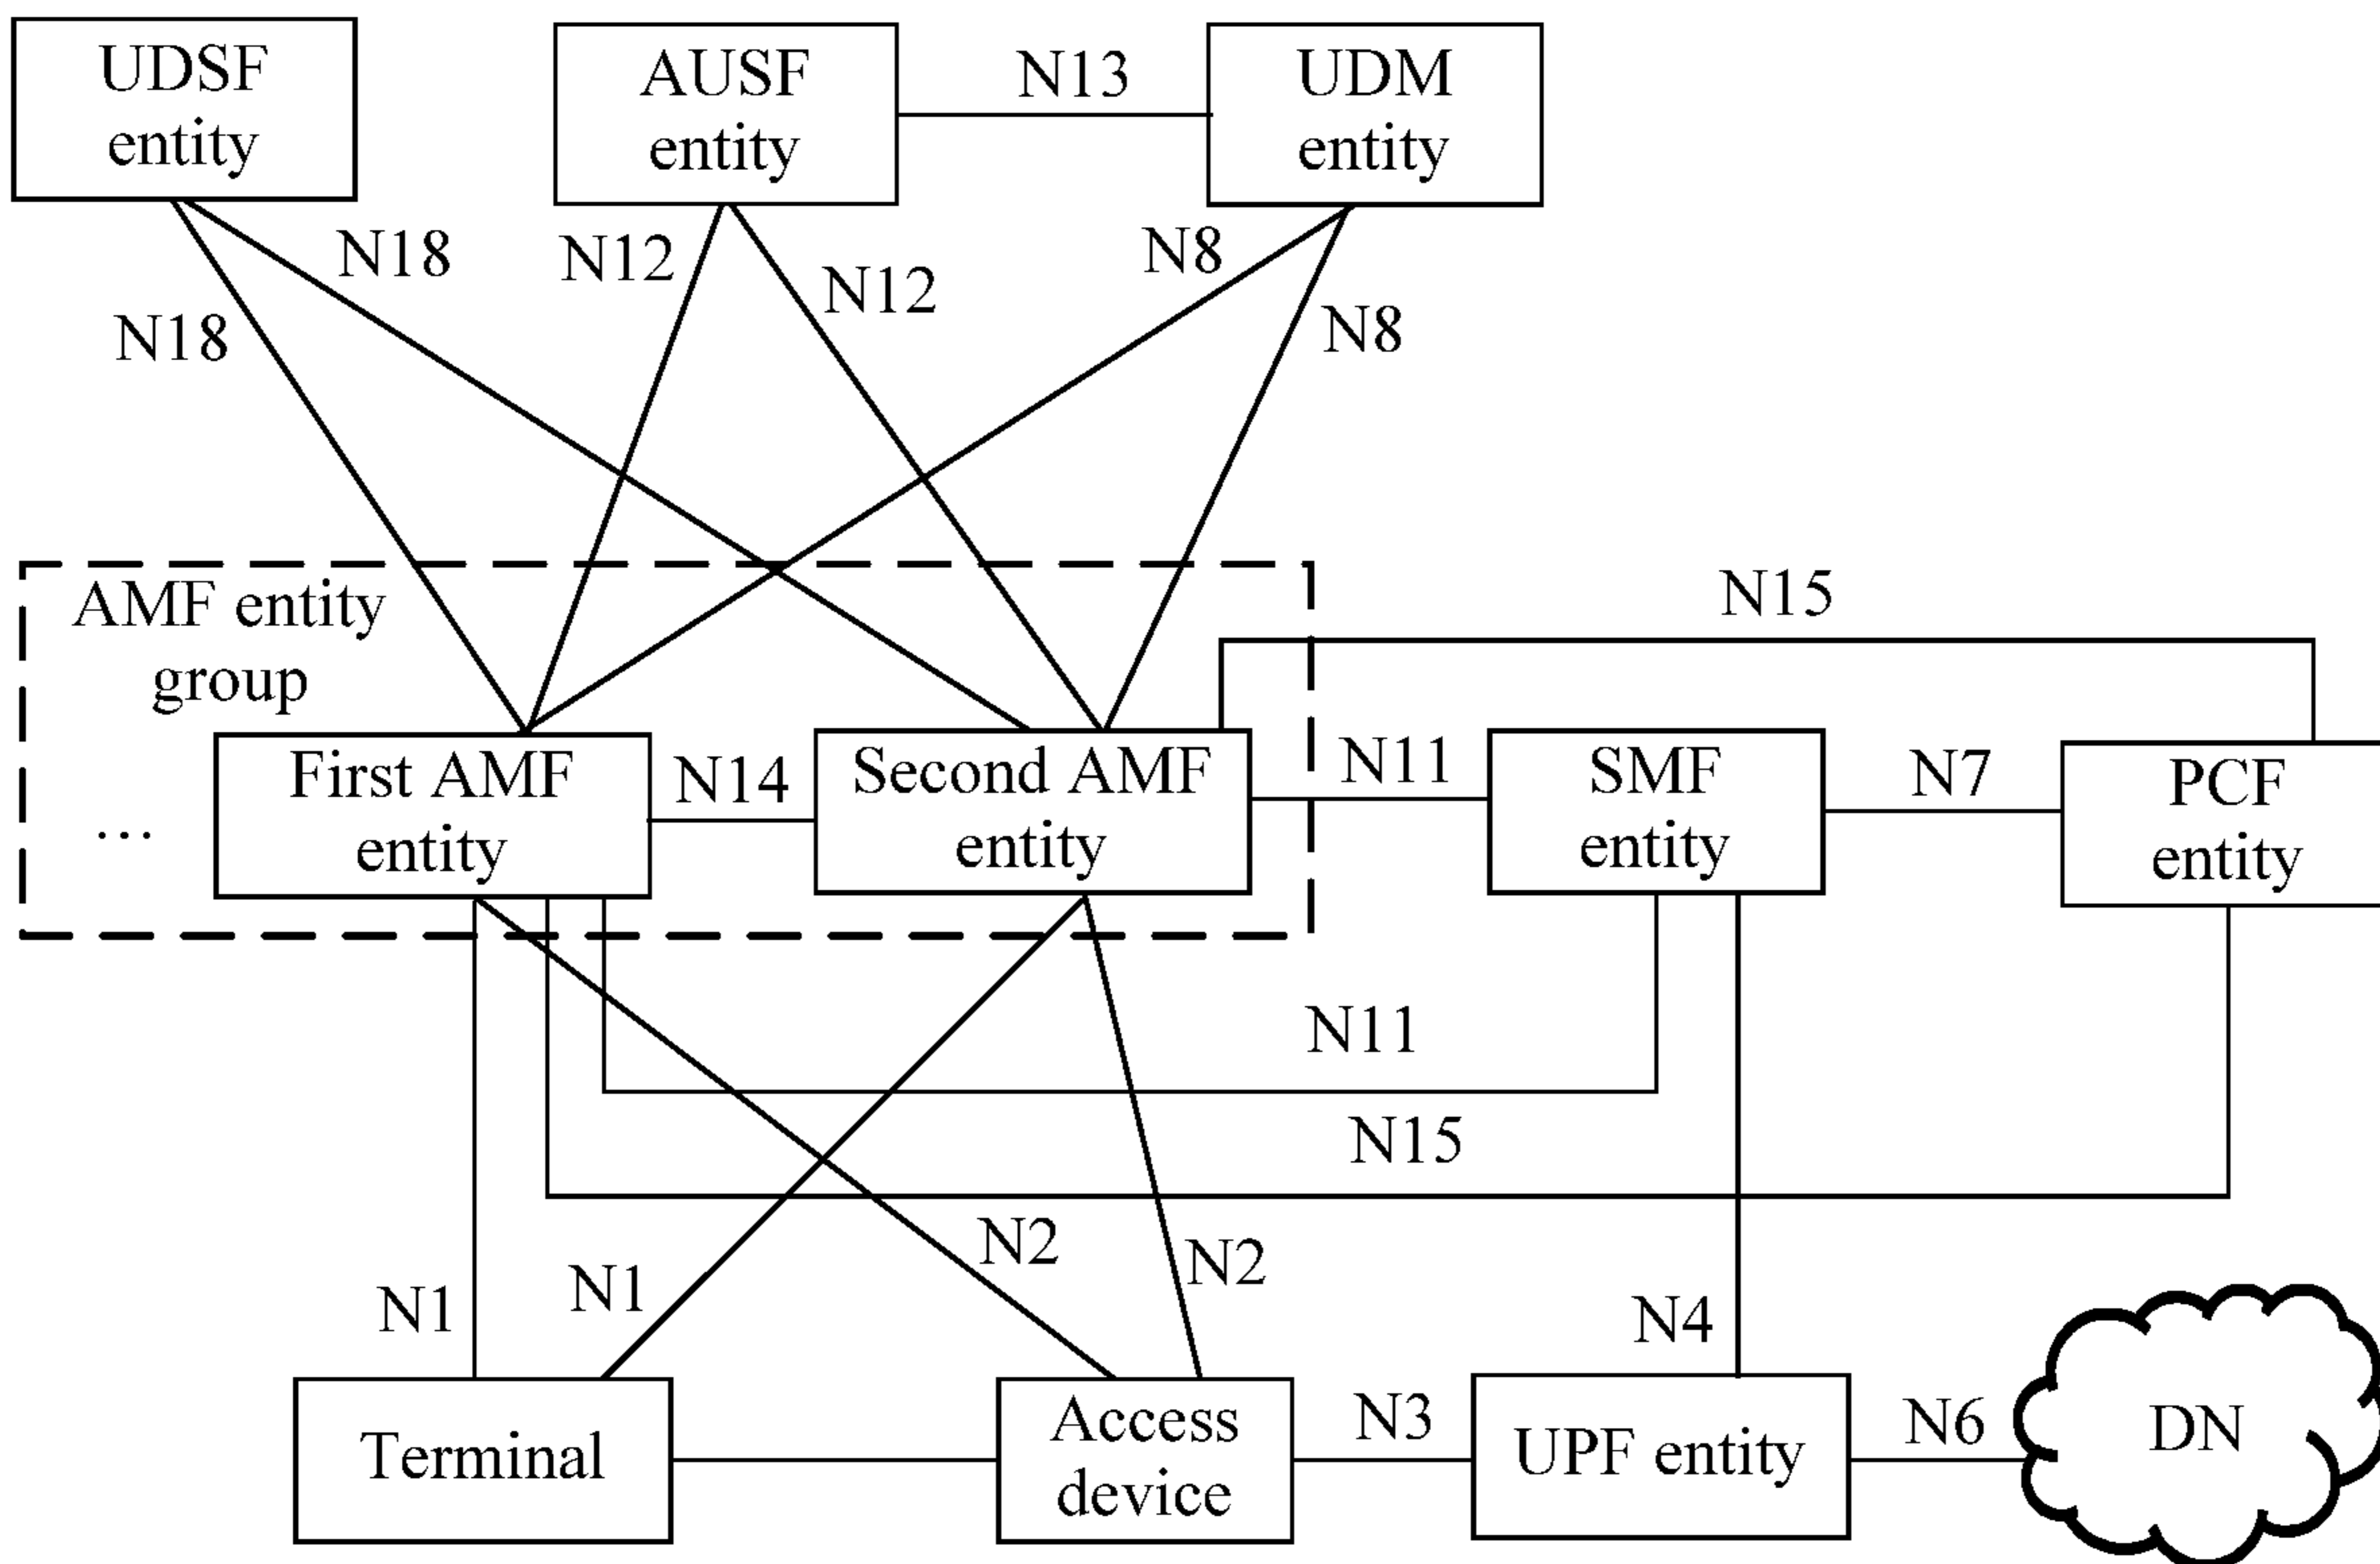 UDSF
entity
AUSF
entity
N13
UDM
entity
N18
N18
N12
N12
N8
N8
AMF entity
group
N15
...
First AMF
entity
N14
Second AMF
entity
N11
SMF
entity
N7
PCF
entity
N11
N15
N1
N1
N2
N2
N4
Terminal
Access
device
N3
UPF entity
N6
DN